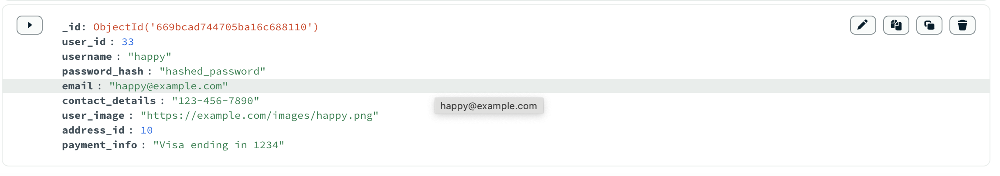 _id: ObjectId('669bcad744705ba16c688110')
user_id : 33
username : "happy"
password_hash : "hashed_password"
email : "happy@example.com"
contact_details : "123-456-7890"
happy@example.com
user_image : "https://example.com/images/happy.png"
address_id : 10
payment_info : "Visa ending in 1234"